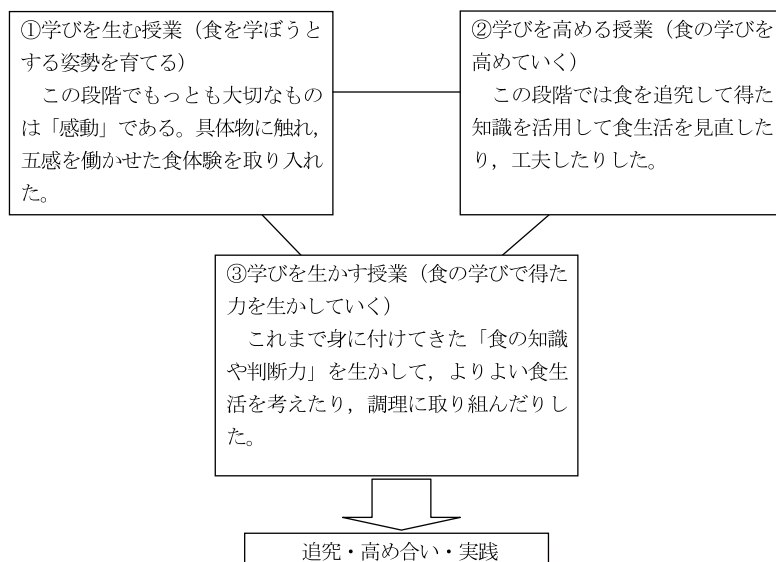 ①学びを生む授業（食を学ぼうと
する姿勢を育てる）
この段階でもっとも大切なもの
は「感動」である。具体物に触れ，
五感を働かせた食体験を取り入れ
た。
②学びを高める授業（食の学びを
高めていく）
この段階では食を追究して得た
知識を活用して食生活を見直した
り，工夫したりした。
③学びを生かす授業（食の学びで得た
力を生かしていく）
これまで身に付けてきた「食の知識
や判断力」を生かして，よりよい食生
活を考えたり，調理に取り組んだりし
た。
追究・高め合い・実践